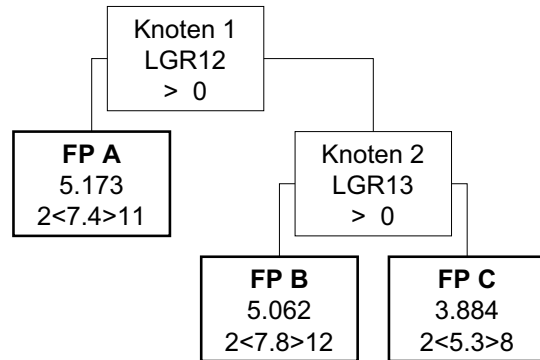 Knoten 1
LGR12
> 0
FP A
5.173
2<7.4>11
Knoten 2
LGR13
> 0
FP B
5.062
2<7.8>12
FP C
3.884
2<5.3>8